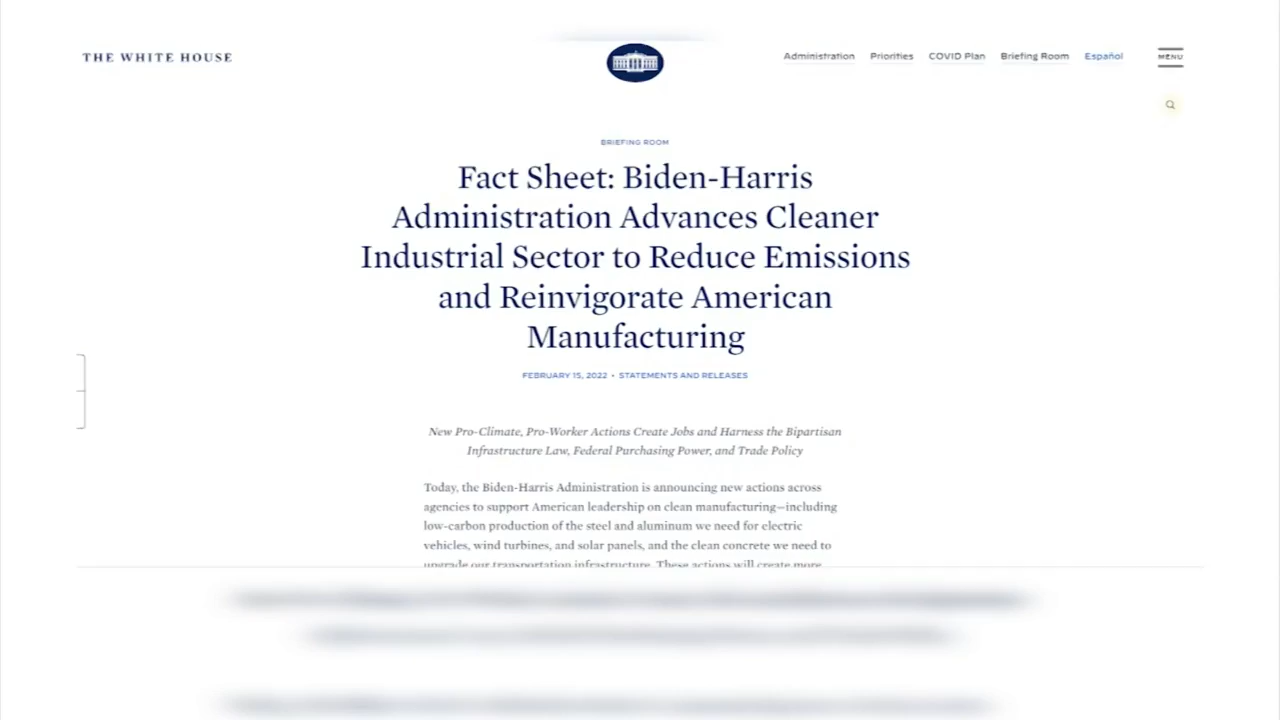 THE WHITE HOUSE
Administration Priorities COVID Plan Briefing Room Español MENU
BRIEFING ROOM
Fact Sheet: Biden-Harris
Administration Advances Cleaner
Industrial Sector to Reduce Emissions
and Reinvigorate American
Manufacturing
FEBRUARY 15, 2022 • STATEMENTS AND RELEASES
New Pro-Climate, Pro-Worker Actions Create Jobs and Harness the Bipartisan
Infrastructure Law, Federal Purchasing Power, and Trade Policy
Today, the Biden-Harris Administration is announcing new actions across
agencies to support American leadership on clean manufacturing—including
low-carbon production of the steel and aluminum we need for electric
vehicles, wind turbines, and solar panels, and the clean concrete we need to
upgrade our transportation infrastructure. These actions will create more